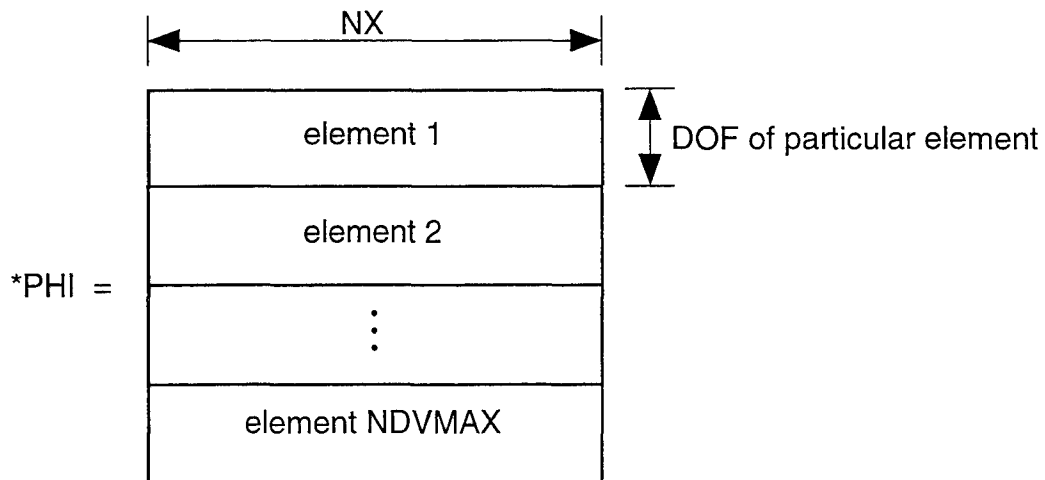 NX
element 1
DOF of particular element
element 2
*PHI =
element NDVMAX